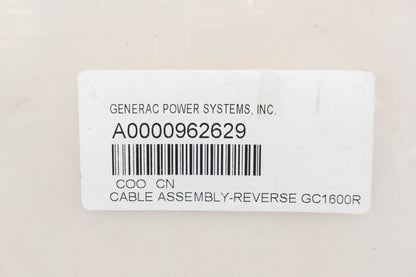 GENERAC POWER SYSTEMS, INC.
A0000962629
COO CN
CABLE ASSEMBLY-REVERSE GC1600R